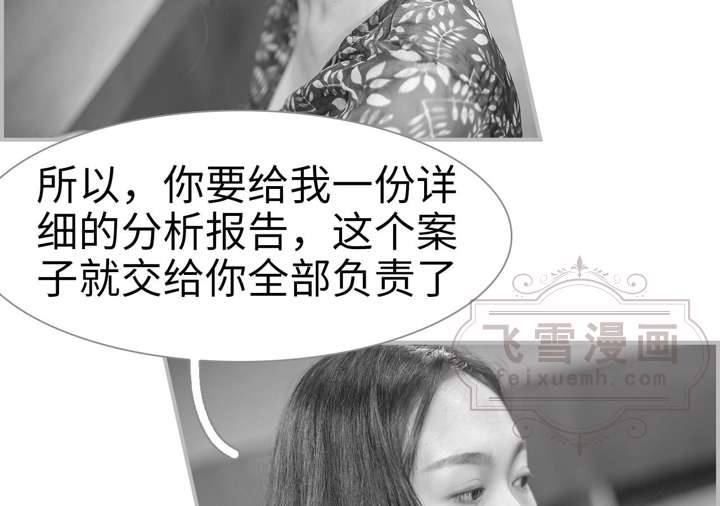 所以，你要给我一份详
细的分析报告，这个案
子就交给你全部负责了
飞雪漫画
feixuemh.com